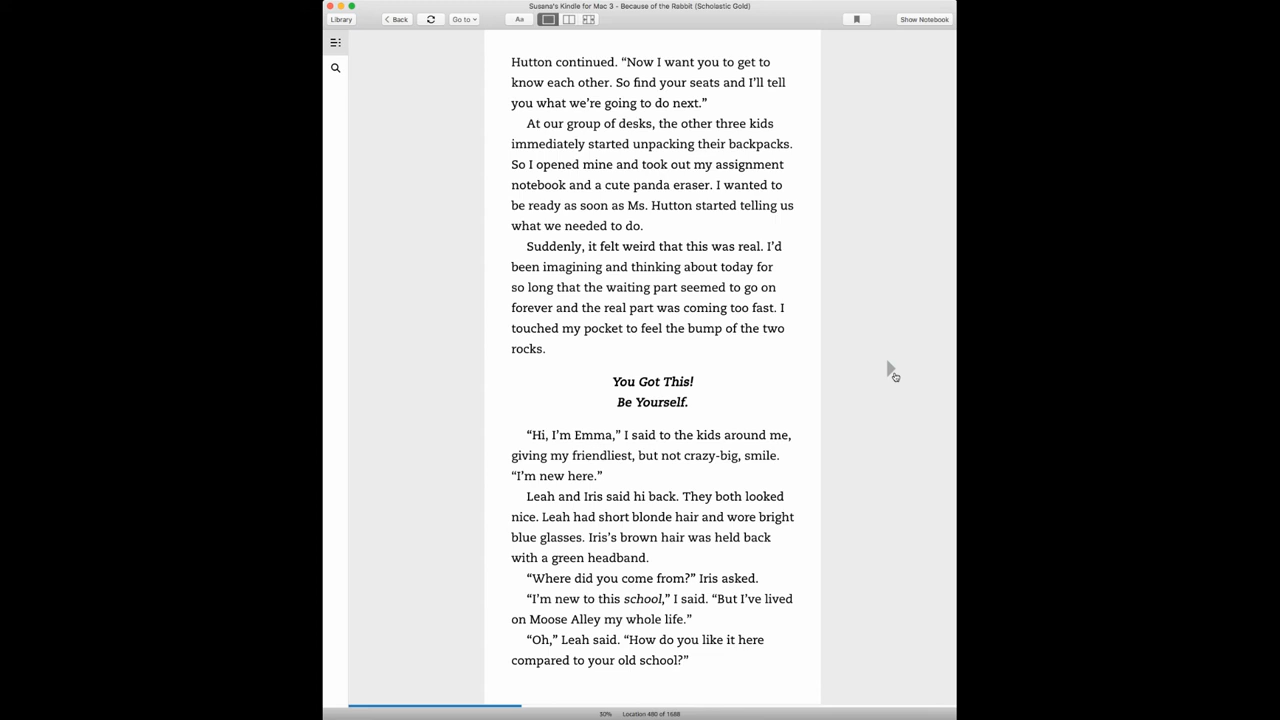 Susana's Kindle for Mac 3 - Because of the Rabbit (Scholastic Gold)
Library
Back
Go to
Aa
Show Notebook
Hutton continued. “Now I want you to get to
know each other. So find your seats and I’ll tell
you what we’re going to do next.”
At our group of desks, the other three kids
immediately started unpacking their backpacks.
So I opened mine and took out my assignment
notebook and a cute panda eraser. I wanted to
be ready as soon as Ms. Hutton started telling us
what we needed to do.
Suddenly, it felt weird that this was real. I’d
been imagining and thinking about today for
so long that the waiting part seemed to go on
forever and the real part was coming too fast. I
touched my pocket to feel the bump of the two
rocks.
You Got This!
Be Yourself.
“Hi, I’m Emma,” I said to the kids around me,
giving my friendliest, but not crazy-big, smile.
“I’m new here.”
Leah and Iris said hi back. They both looked
nice. Leah had short blonde hair and wore bright
blue glasses. Iris’s brown hair was held back
with a green headband.
“Where did you come from?” Iris asked.
“I’m new to this school,” I said. “But I’ve lived
on Moose Alley my whole life.”
“Oh,” Leah said. “How do you like it here
compared to your old school?”
30% Location 480 of 1688